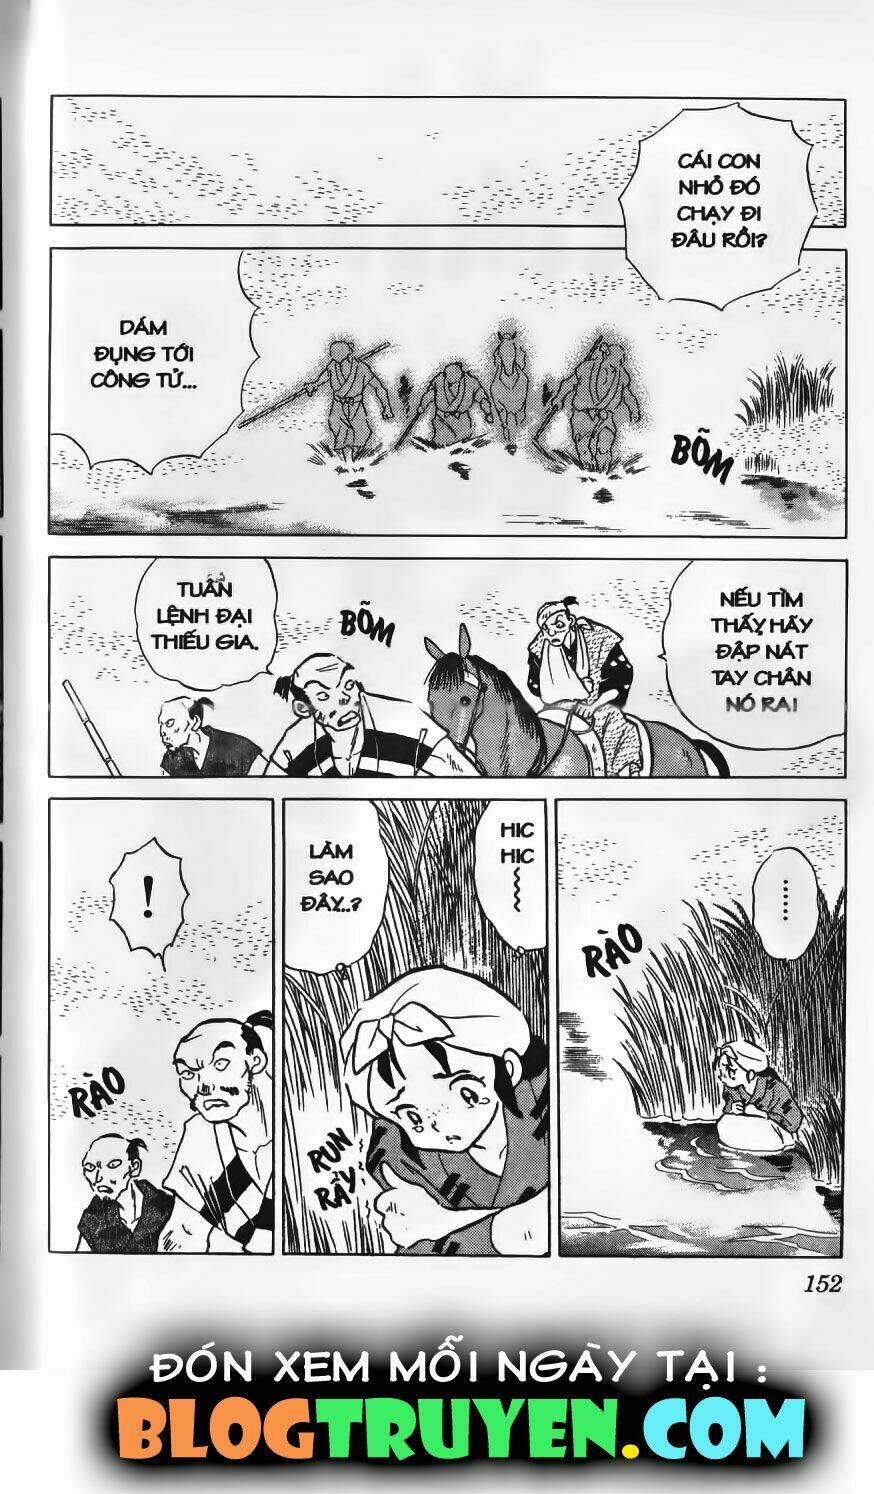 CÁI CON
NHỎ ĐÓ
CHẠY ĐI
ĐÂU RỒI?
DÁM
ĐỤNG TỚI
CÔNG TỬ...
BÕM
NẾU TÌM
THẤY, HÃY
ĐẬP NÁT
TAY CHÂN
NÓ RA!
BÕM
TUÂN
LỆNH ĐẠI
THIẾU GIA.
......
RÀO
HIC
HIC
LÀM
SAO
ĐÂY..?
RUN
RẨY
!
RÀO
152
ĐÓN XEM MỖI NGÀY TẠI :
BLOGTRUYEN.COM